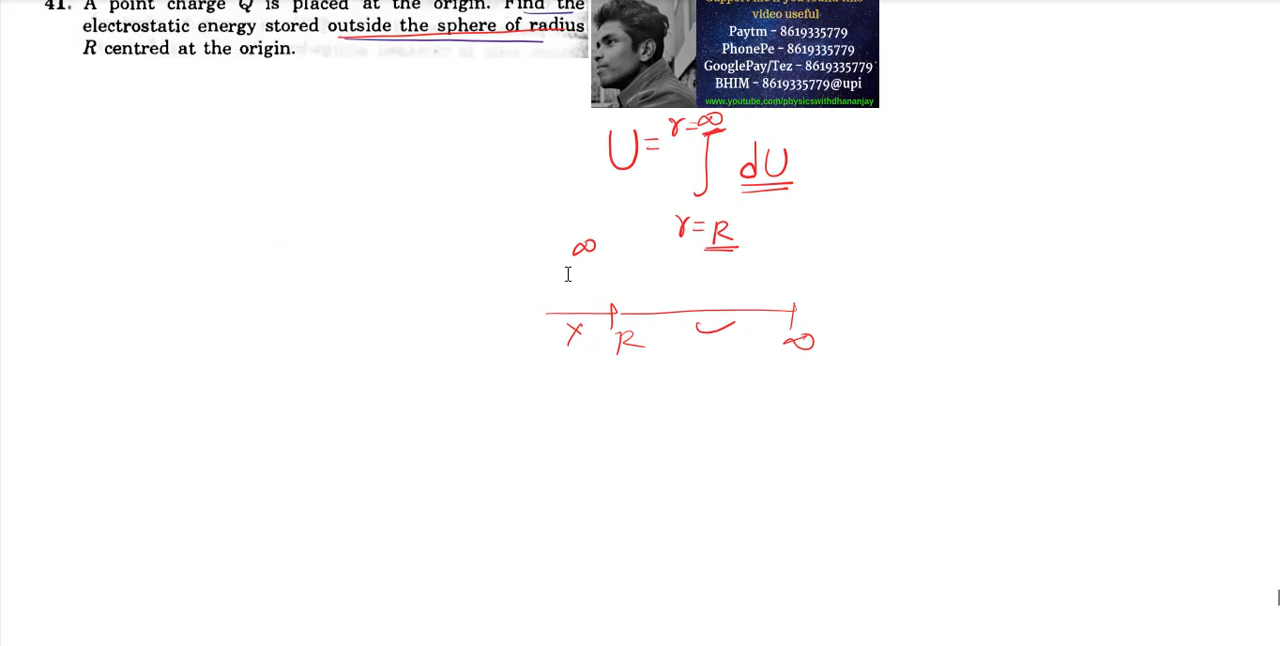 41. A point charge Q is placed at the origin. Find the
electrostatic energy stored outside the sphere of radius
R centred at the origin.
video useful
Paytm - 8619335779
PhonePe - 8619335779
GooglePay/Tez - 8619335779
BHIM - 8619335779@upi
www.youtube.com/physicswithdhananjay
r=∞
U= ∫ dU
r=R
∞
x R ∞